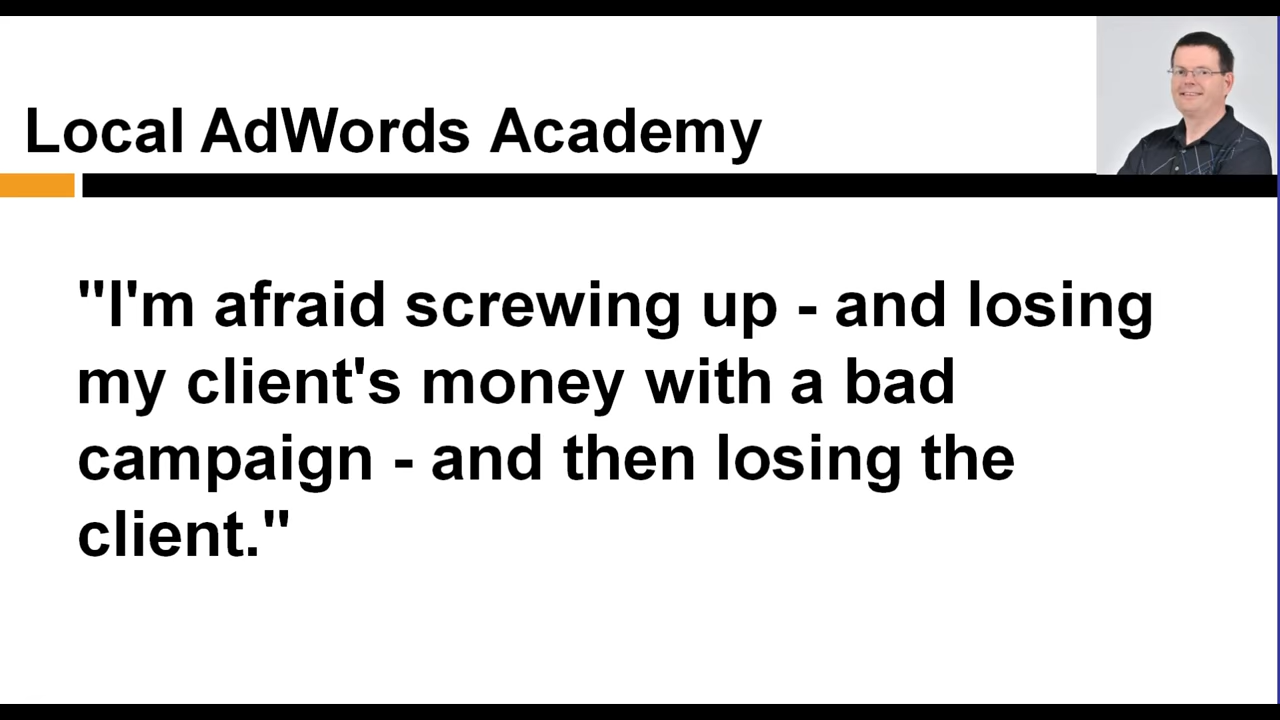 Local AdWords Academy
"I'm afraid screwing up - and losing
my client's money with a bad
campaign - and then losing the
client."